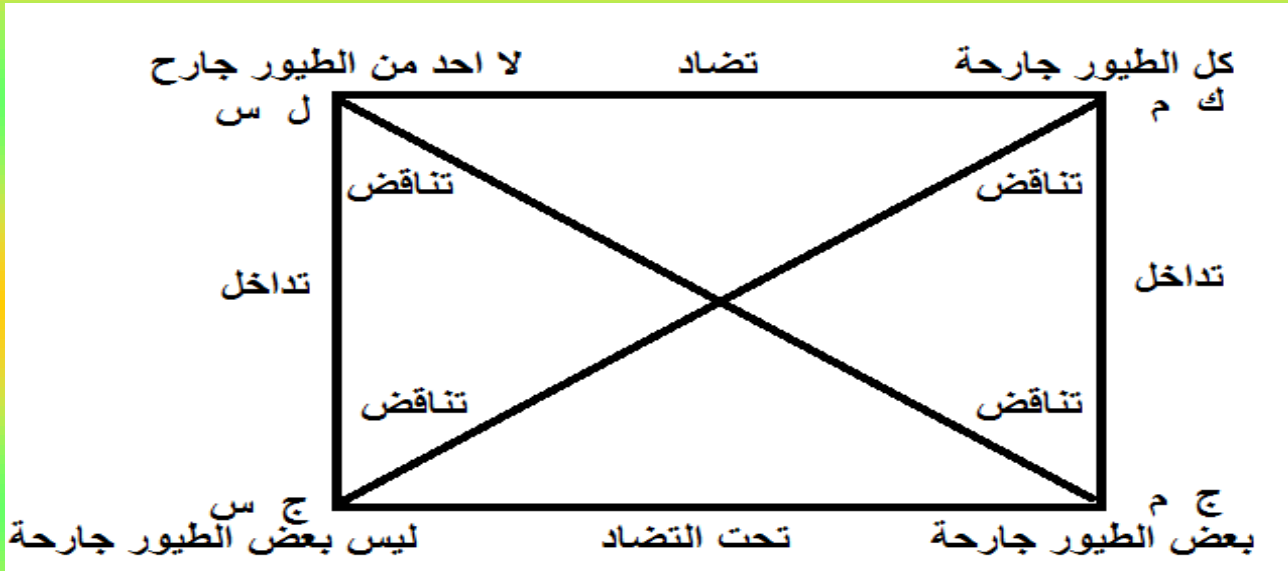 كل الطيور جارحة
تضاد
لا احد من الطيور جارح
ك م
ل س
تناقض
تناقض
تداخل
تداخل
تناقض
تناقض
ج م
ج س
بعض الطيور جارحة
تحت التضاد
ليس بعض الطيور جارحة